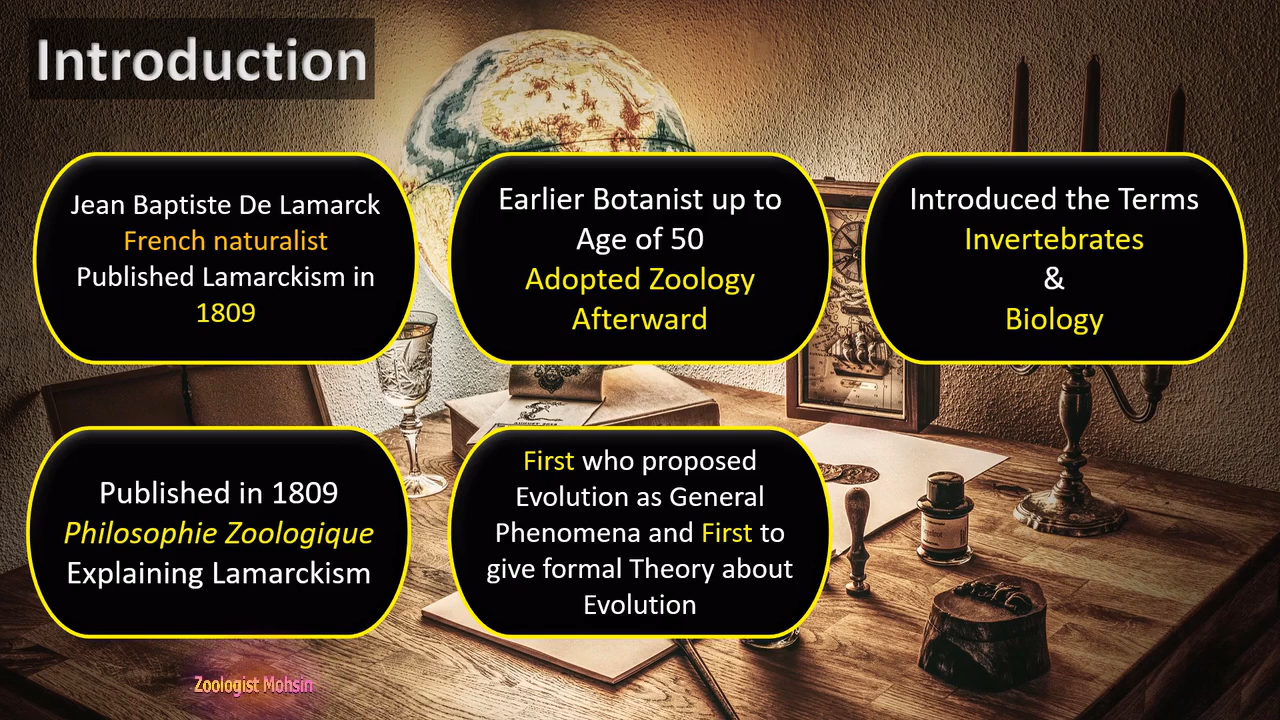 Introduction
Jean Baptiste De Lamarck
French naturalist
Published Lamarckism in
1809
Earlier Botanist up to
Age of 50
Adopted Zoology
Afterward
Introduced the Terms
Invertebrates
&
Biology
Published in 1809
Philosophie Zoologique
Explaining Lamarckism
First who proposed
Evolution as General
Phenomena and First to
give formal Theory about
Evolution
Zoologist Mohsin